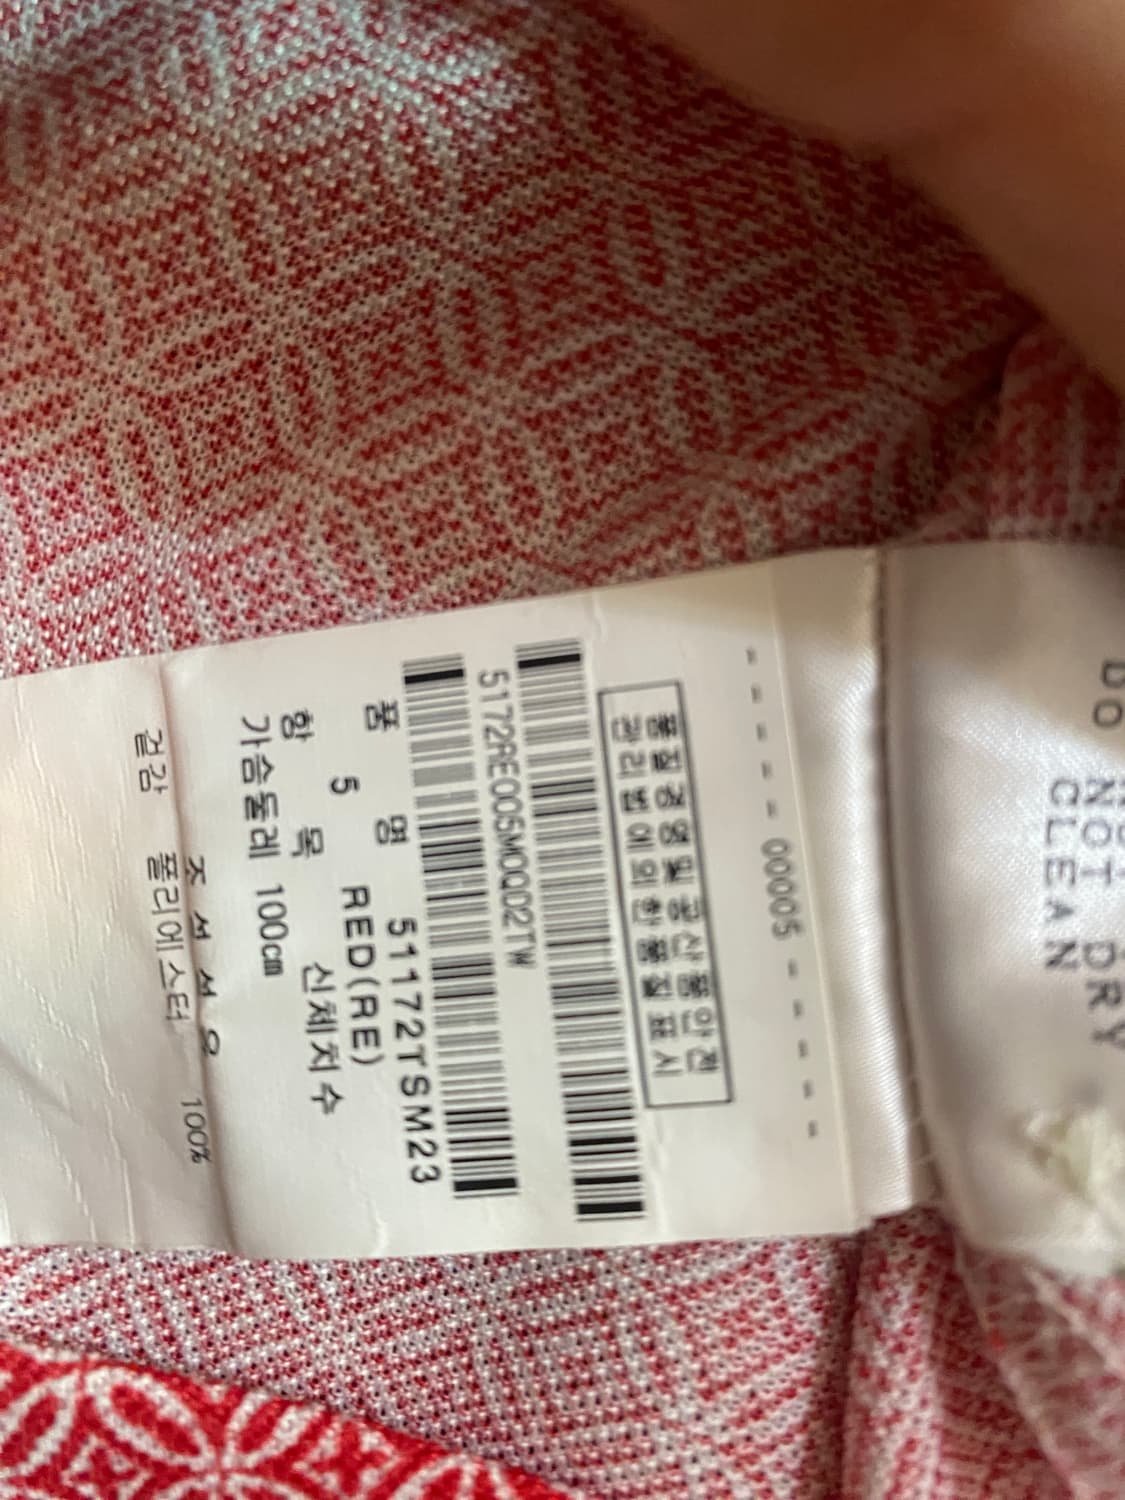 DO NOT DRY
CLEAN
- - - - 00005 - - - - -
품질경영및공산품안전
관리법에의한품질표시
5172RE005M0Q02TW
품 명 51172TSM23
5 RED(RE)
항 목 신체치수
가슴둘레 100cm
조 성 섬 유
겉감 폴리에스터 100%